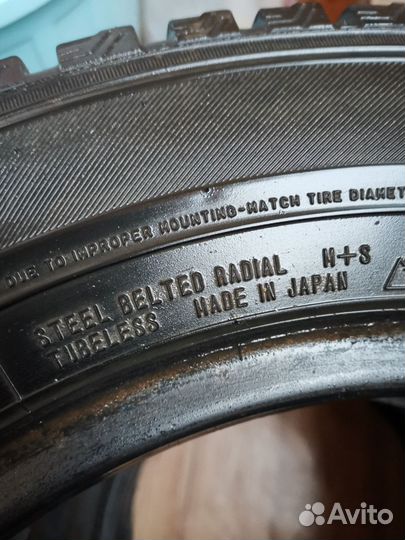 DUE TO IMPROPER MOUNTING-MATCH TIRE DIAMET
STEEL BELTED RADIAL M+S
TUBELESS MADE IN JAPAN
Avito